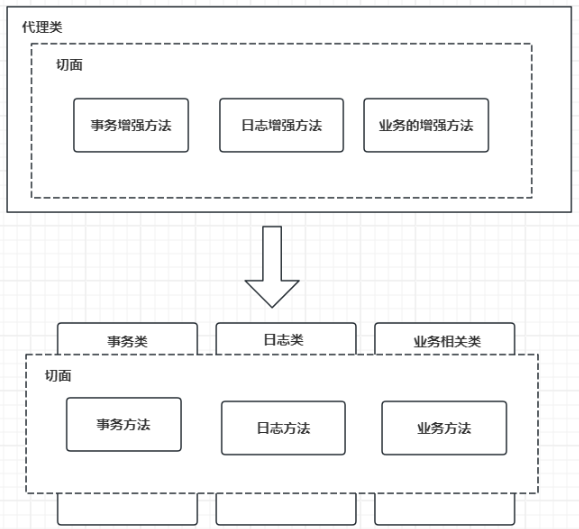 代理类
切面
事务增强方法
日志增强方法
业务的增强方法
事务类
日志类
业务相关类
切面
事务方法
日志方法
业务方法